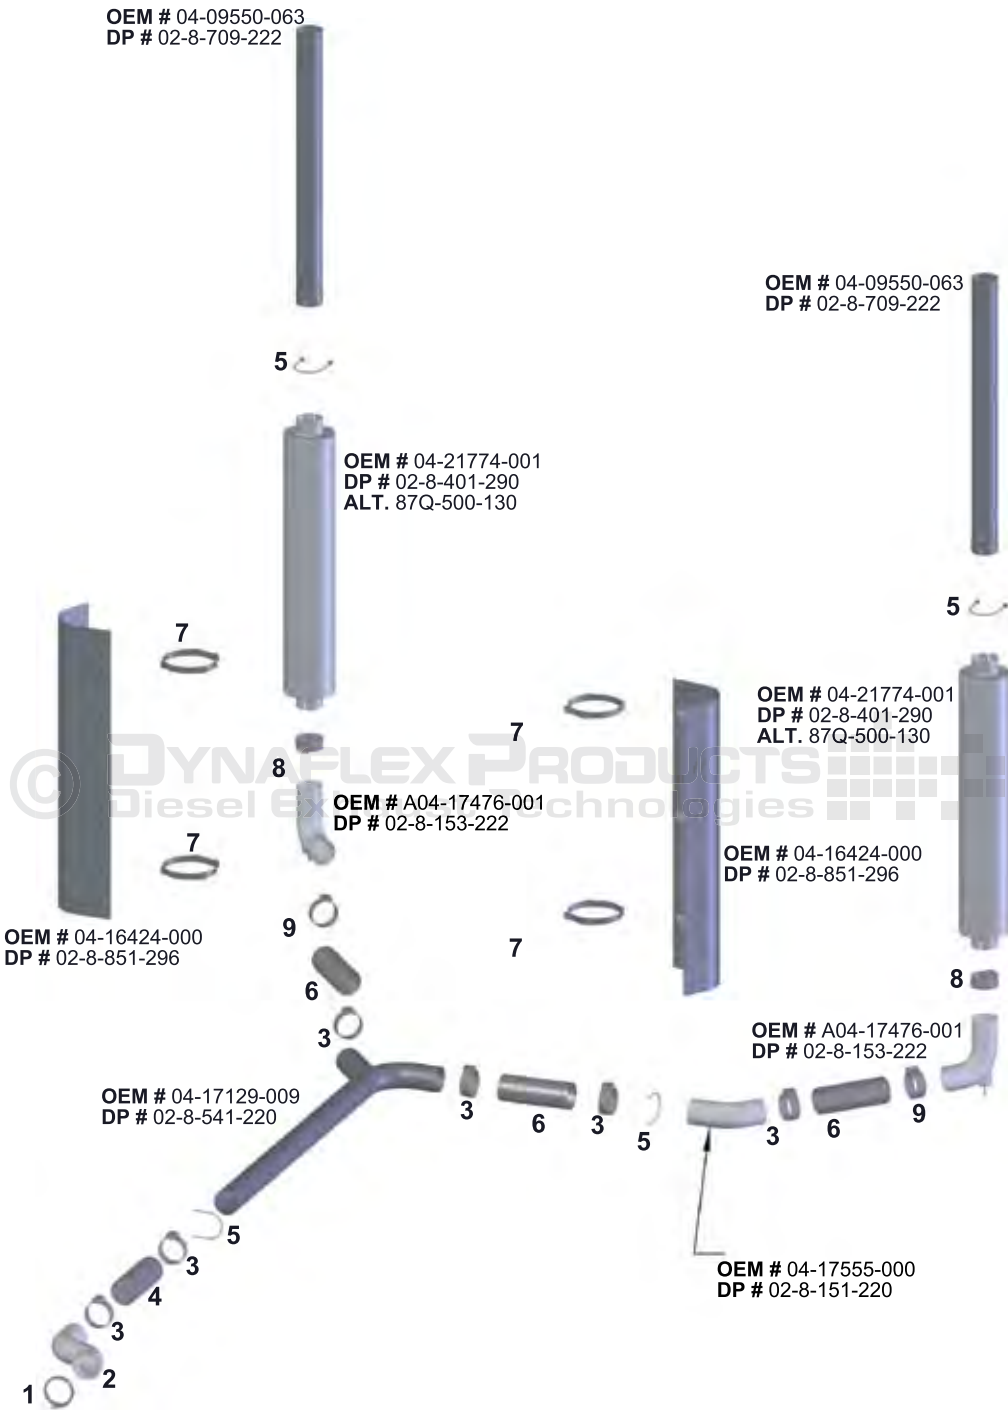 OEM # 04-09550-063
DP # 02-8-709-222
OEM # 04-09550-063
DP # 02-8-709-222
5
OEM # 04-21774-001
DP # 02-8-401-290
ALT. 87Q-500-130
5
7
7
OEM # 04-21774-001
DP # 02-8-401-290
ALT. 87Q-500-130
© DYNAFLEX PRODUCTS
Diesel Exhaust Technologies
8
OEM # A04-17476-001
DP # 02-8-153-222
7
OEM # 04-16424-000
DP # 02-8-851-296
9
OEM # 04-16424-000
DP # 02-8-851-296
7
6
8
3
OEM # A04-17476-001
DP # 02-8-153-222
OEM # 04-17129-009
DP # 02-8-541-220
3
6
3
5
3
6
9
5
3
4
3
2
1
OEM # 04-17555-000
DP # 02-8-151-220